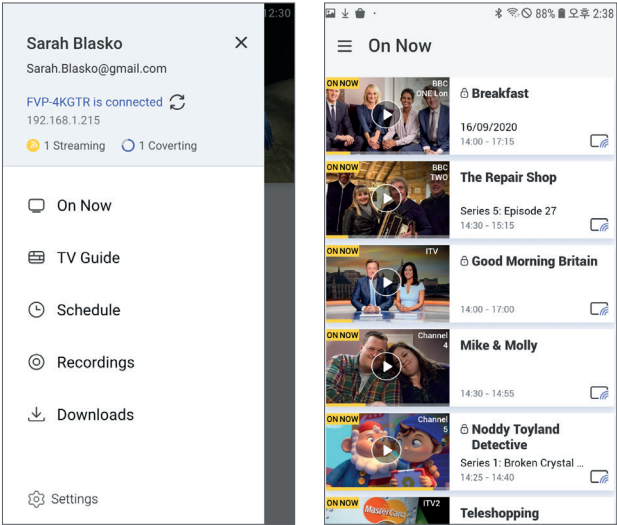 12:30
Sarah Blasko
Sarah.Blasko@gmail.com
FVP-4KGTR is connected
192.168.1.215
1 Streaming 1 Coverting
On Now
TV Guide
Schedule
Recordings
Downloads
Settings
88% 오후 2:38
On Now
ON NOW
BBC
ONE Lon
Breakfast
16/09/2020
14:00 - 17:15
ON NOW
BBC
TWO
The Repair Shop
Series 5: Episode 27
14:30 - 15:15
ON NOW
ITV
Good Morning Britain
14:00 - 17:00
ON NOW
Channel
4
Mike & Molly
14:30 - 14:55
ON NOW
Channel
5
Noddy Toyland
Detective
Series 1: Broken Crystal ...
14:25 - 14:40
ON NOW
ITV2
MasterCard
Teleshopping